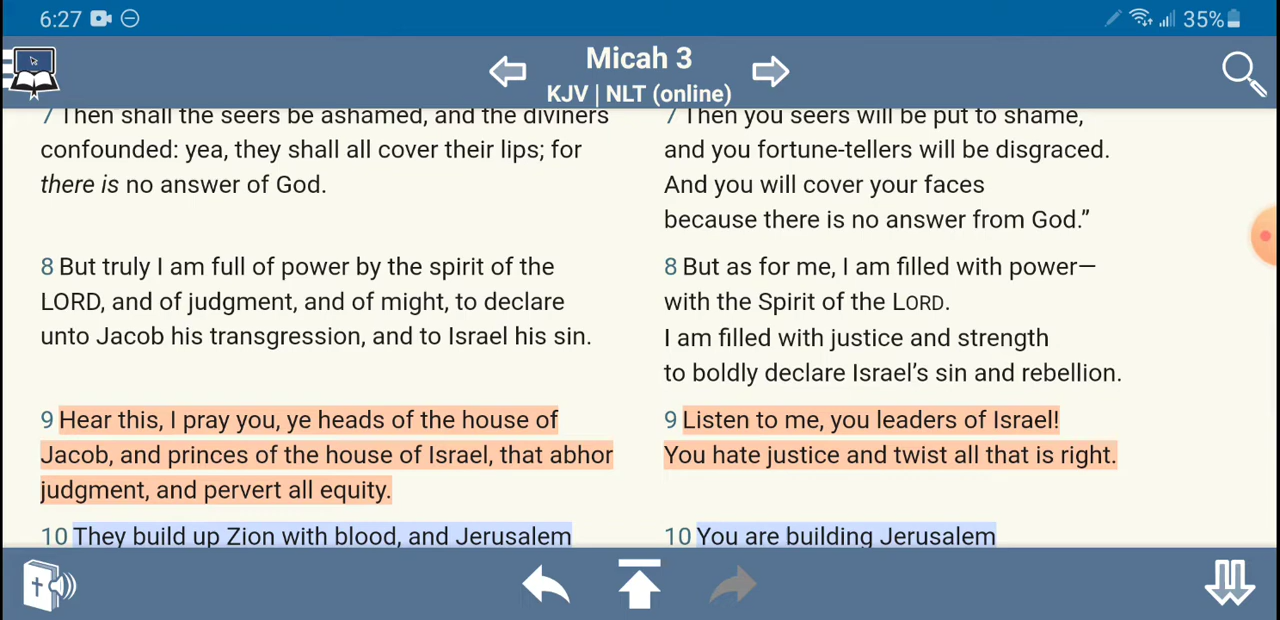 6:27
35%
Micah 3
KJV | NLT (online)
7 Then shall the seers be ashamed, and the diviners
confounded: yea, they shall all cover their lips; for
there is no answer of God.
8 But truly I am full of power by the spirit of the
LORD, and of judgment, and of might, to declare
unto Jacob his transgression, and to Israel his sin.
9 Hear this, I pray you, ye heads of the house of
Jacob, and princes of the house of Israel, that abhor
judgment, and pervert all equity.
10 They build up Zion with blood, and Jerusalem
7 Then you seers will be put to shame,
and you fortune-tellers will be disgraced.
And you will cover your faces
because there is no answer from God.”
8 But as for me, I am filled with power—
with the Spirit of the LORD.
I am filled with justice and strength
to boldly declare Israel’s sin and rebellion.
9 Listen to me, you leaders of Israel!
You hate justice and twist all that is right.
10 You are building Jerusalem